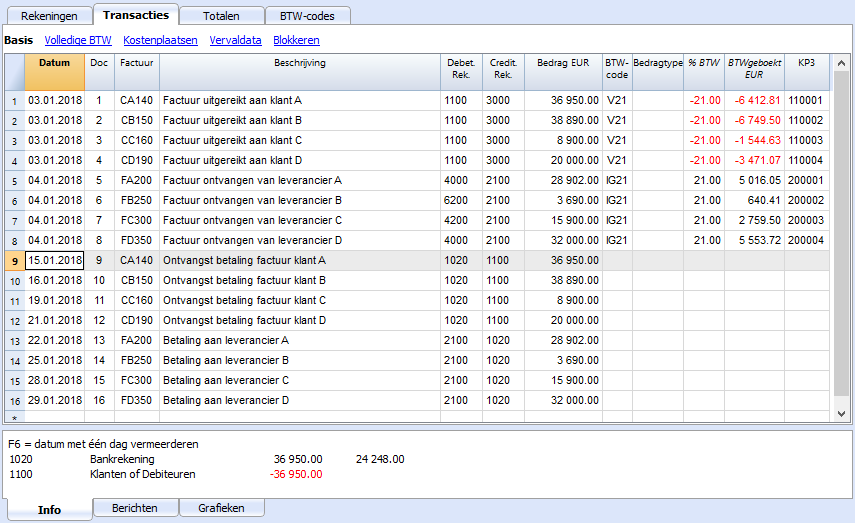 Rekeningen Transacties Totalen BTW-codes
Basis Volledige BTW Kostenplaatsen Vervaldata Blokkeren
Datum Doc Factuur Beschrijving Debet. Rek. Credit. Rek. Bedrag EUR BTW-code Bedragtype % BTW BTWgeboekt EUR KP3
1 03.01.2018 1 CA140 Factuur uitgereikt aan klant A 1100 3000 36 950.00 V21 -21.00 -6 412.81 110001
2 03.01.2018 2 CB150 Factuur uitgereikt aan klant B 1100 3000 38 890.00 V21 -21.00 -6 749.50 110002
3 03.01.2018 3 CC160 Factuur uitgereikt aan klant C 1100 3000 8 900.00 V21 -21.00 -1 544.63 110003
4 03.01.2018 4 CD190 Factuur uitgereikt aan klant D 1100 3000 20 000.00 V21 -21.00 -3 471.07 110004
5 04.01.2018 5 FA200 Factuur ontvangen van leverancier A 4000 2100 28 902.00 IG21 21.00 5 016.05 200001
6 04.01.2018 6 FB250 Factuur ontvangen van leverancier B 6200 2100 3 690.00 IG21 21.00 640.41 200002
7 04.01.2018 7 FC300 Factuur ontvangen van leverancier C 4200 2100 15 900.00 IG21 21.00 2 759.50 200003
8 04.01.2018 8 FD350 Factuur ontvangen van leverancier D 4000 2100 32 000.00 IG21 21.00 5 553.72 200004
9 15.01.2018 9 CA140 Ontvangst betaling factuur klant A 1020 1100 36 950.00
10 16.01.2018 10 CB150 Ontvangst betaling factuur klant B 1020 1100 38 890.00
11 19.01.2018 11 CC160 Ontvangst betaling factuur klant C 1020 1100 8 900.00
12 21.01.2018 12 CD190 Ontvangst betaling factuur klant D 1020 1100 20 000.00
13 22.01.2018 13 FA200 Betaling aan leverancier A 2100 1020 28 902.00
14 25.01.2018 14 FB250 Betaling aan leverancier B 2100 1020 3 690.00
15 28.01.2018 15 FC300 Betaling aan leverancier C 2100 1020 15 900.00
16 29.01.2018 16 FD350 Betaling aan leverancier D 2100 1020 32 000.00
*
F6 = datum met één dag vermeerderen
1020 Bankrekening 36 950.00 24 248.00
1100 Klanten of Debiteuren -36 950.00
Info Berichten Grafieken